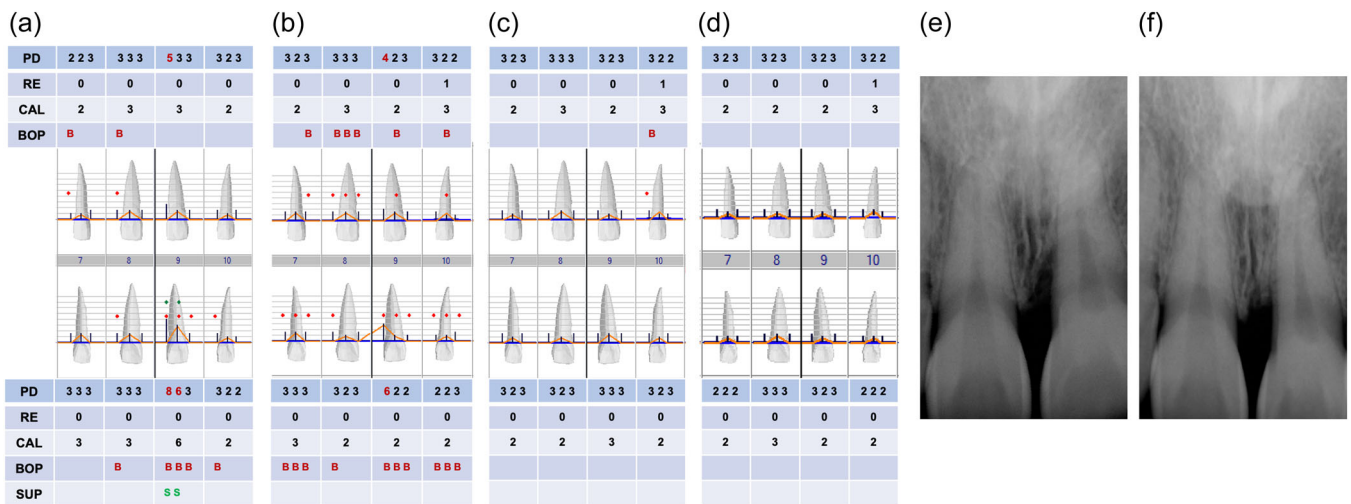 (a) (b) (c) (d) (e) (f)
PD 2 2 3 3 3 3 5 3 3 3 2 3 3 2 3 3 3 3 4 2 3 3 2 2 3 2 3 3 3 3 3 2 3 3 2 2 3 2 3 3 2 3 3 2 3 3 2 2
RE 0 0 0 0 0 0 0 1 0 0 0 1 0 0 0 1
CAL 2 3 3 2 2 3 2 3 2 3 2 3 2 2 2 3
BOP B B B B B B B B B
7 8 9 10 7 8 9 10 7 8 9 10 7 8 9 10
PD 3 3 3 3 3 3 8 6 3 3 2 2 3 3 3 3 2 3 6 2 2 2 2 3 3 2 3 3 2 3 3 3 3 3 2 3 2 2 2 3 3 3 3 2 3 2 2 2
RE 0 0 0 0 0 0 0 0 0 0 0 0 0 0 0 0
CAL 3 3 6 2 3 2 2 2 2 2 3 2 2 3 2 2
BOP B B B B B B B B B B B B B B B
SUP S S